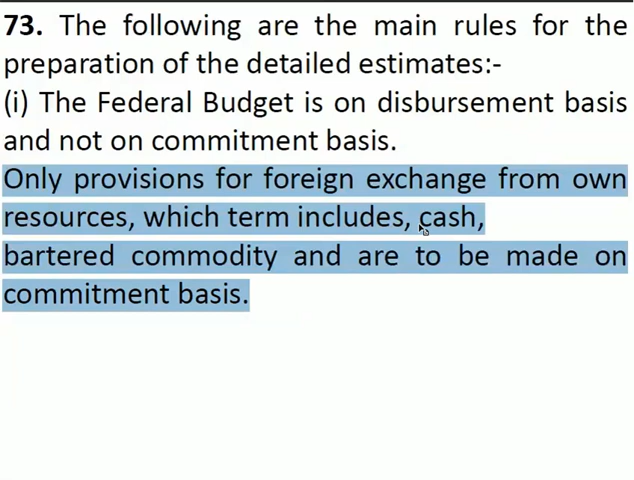 73. The following are the main rules for the
preparation of the detailed estimates:-
(i) The Federal Budget is on disbursement basis
and not on commitment basis.
Only provisions for foreign exchange from own
resources, which term includes, cash,
bartered commodity and are to be made on
commitment basis.